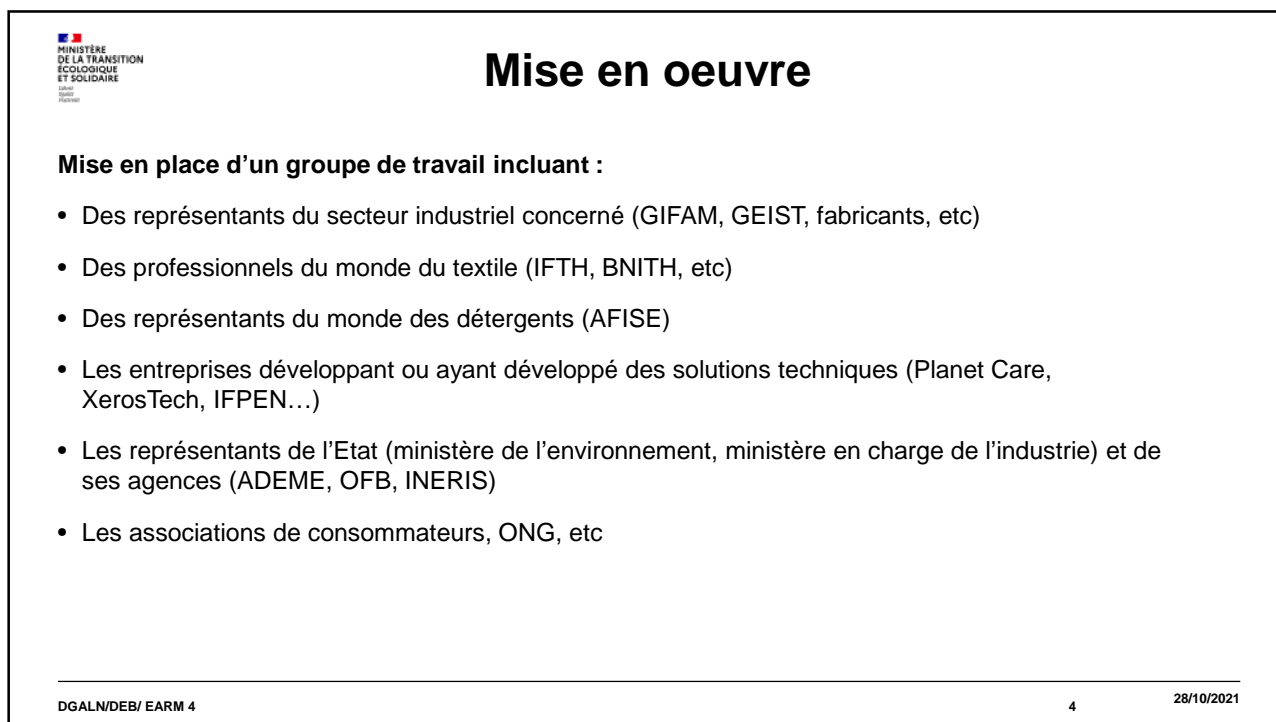 MINISTÈRE
DE LA TRANSITION
ÉCOLOGIQUE
ET SOLIDAIRE
Liberté
Égalité
Fraternité
Mise en oeuvre
Mise en place d’un groupe de travail incluant :
• Des représentants du secteur industriel concerné (GIFAM, GEIST, fabricants, etc)
• Des professionnels du monde du textile (IFTH, BNITH, etc)
• Des représentants du monde des détergents (AFISE)
• Les entreprises développant ou ayant développé des solutions techniques (Planet Care,
XerosTech, IFPEN…)
• Les représentants de l’Etat (ministère de l’environnement, ministère en charge de l’industrie) et de
ses agences (ADEME, OFB, INERIS)
• Les associations de consommateurs, ONG, etc
DGALN/DEB/ EARM 4
4
28/10/2021